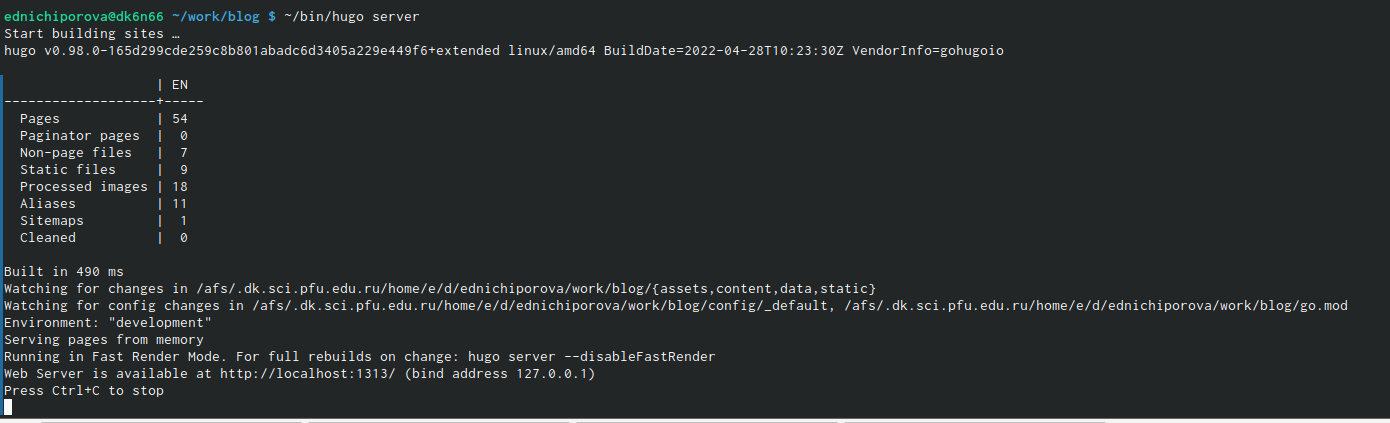 ednichiporova@dk6n66 ~/work/blog $ ~/bin/hugo server
Start building sites …
hugo v0.98.0-165d299cde259c8b801abadc6d3405a229e449f6+extended linux/amd64 BuildDate=2022-04-28T10:23:30Z VendorInfo=gohugoio

                   | EN
-------------------+-----
  Pages            | 54
  Paginator pages  |  0
  Non-page files   |  7
  Static files     |  9
  Processed images | 18
  Aliases          | 11
  Sitemaps         |  1
  Cleaned          |  0

Built in 490 ms
Watching for changes in /afs/.dk.sci.pfu.edu.ru/home/e/d/ednichiporova/work/blog/{assets,content,data,static}
Watching for config changes in /afs/.dk.sci.pfu.edu.ru/home/e/d/ednichiporova/work/blog/config/_default, /afs/.dk.sci.pfu.edu.ru/home/e/d/ednichiporova/work/blog/go.mod
Environment: "development"
Serving pages from memory
Running in Fast Render Mode. For full rebuilds on change: hugo server --disableFastRender
Web Server is available at http://localhost:1313/ (bind address 127.0.0.1)
Press Ctrl+C to stop